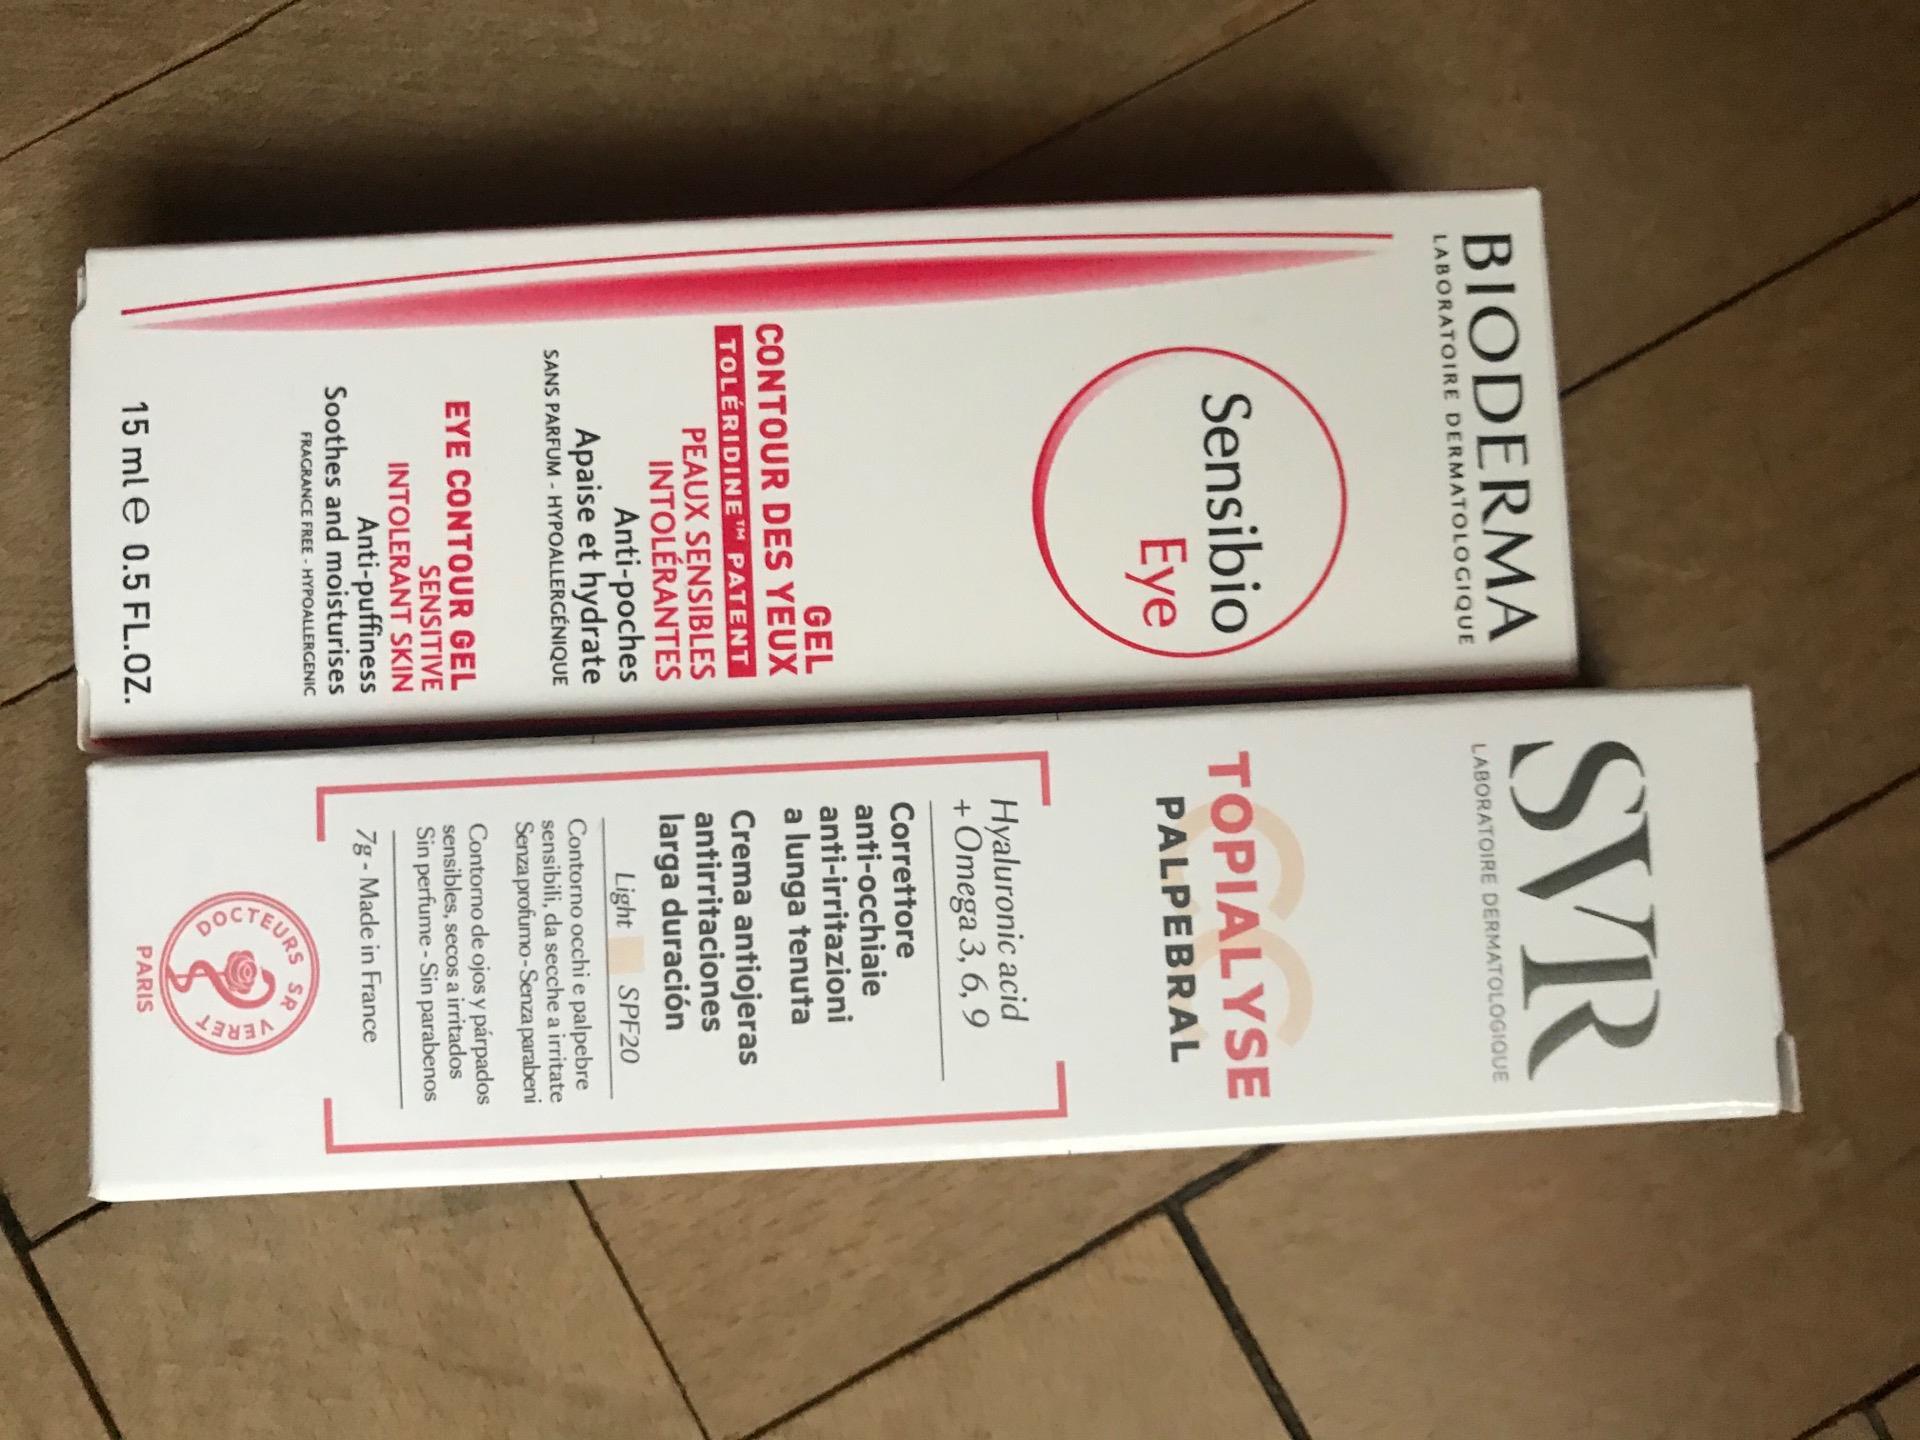 BIODERMA
LABORATOIRE DERMATOLOGIQUE
Sensibio
Eye
GEL
CONTOUR DES YEUX
TOLÉRIDINE™ PATENT
PEAUX SENSIBLES
INTOLÉRANTES
Anti-poches
Apaise et hydrate
SANS PARFUM - HYPOALLERGÉNIQUE
EYE CONTOUR GEL
SENSITIVE
INTOLERANT SKIN
Anti-puffiness
Soothes and moisturises
FRAGRANCE FREE - HYPOALLERGENIC
15 ml e 0.5 FL.OZ.
SVR
LABORATOIRE DERMATOLOGIQUE
CC
TOPIALYSE
PALPEBRAL
Hyaluronic acid
+ Omega 3, 6, 9
Correttore
anti-occhiaie
anti-irritazioni
a lunga tenuta
Crema antiojeras
antirritaciones
larga duración
Light SPF20
Contorno occhi e palpebre
sensibili, da secche a irritate
Senza profumo - Senza parabeni
Contorno de ojos y párpados
sensibles, secos a irritados
Sin perfume - Sin parabenos
7g - Made in France
DOCTEURS SR VERET
PARIS